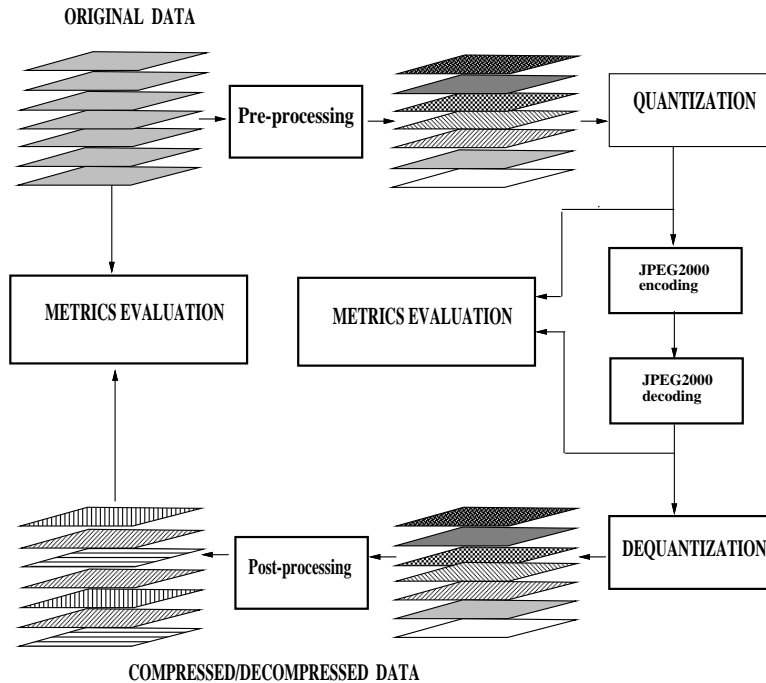 ORIGINAL DATA
Pre-processing
QUANTIZATION
METRICS EVALUATION
METRICS EVALUATION
JPEG2000
encoding
JPEG2000
decoding
Post-processing
DEQUANTIZATION
COMPRESSED/DECOMPRESSED DATA